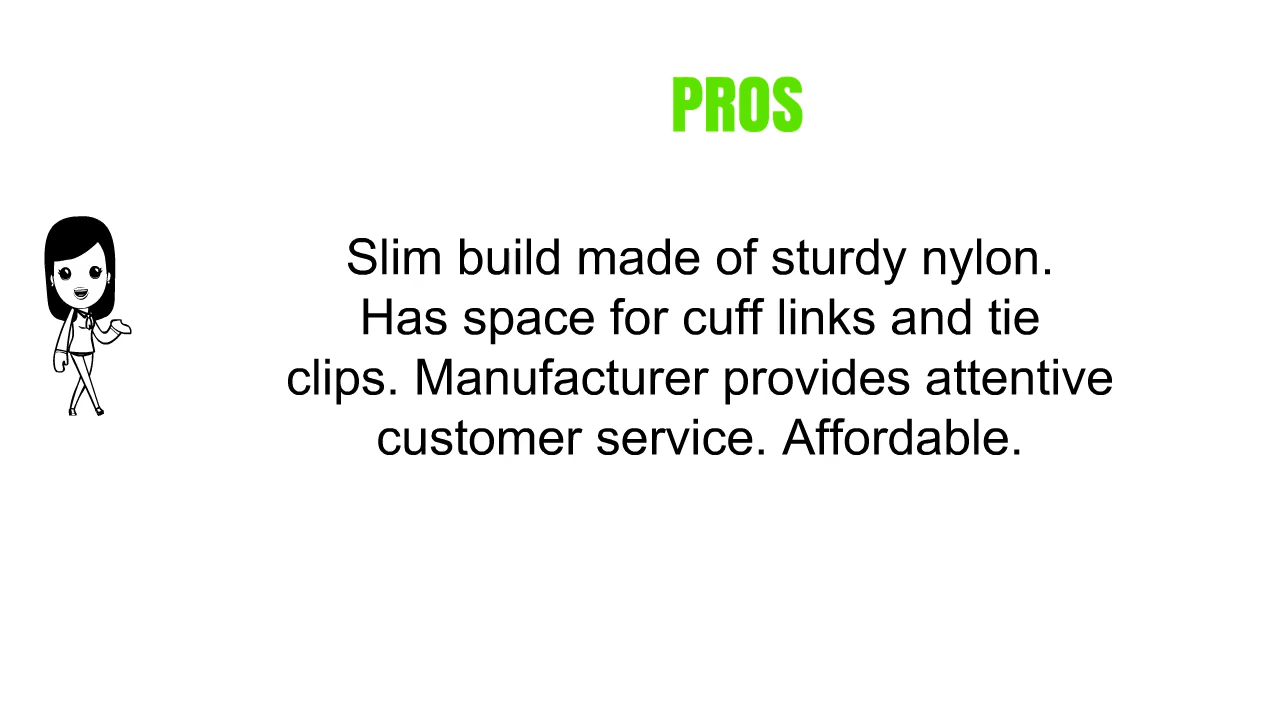 PROS
Slim build made of sturdy nylon.
Has space for cuff links and tie
clips. Manufacturer provides attentive
customer service. Affordable.